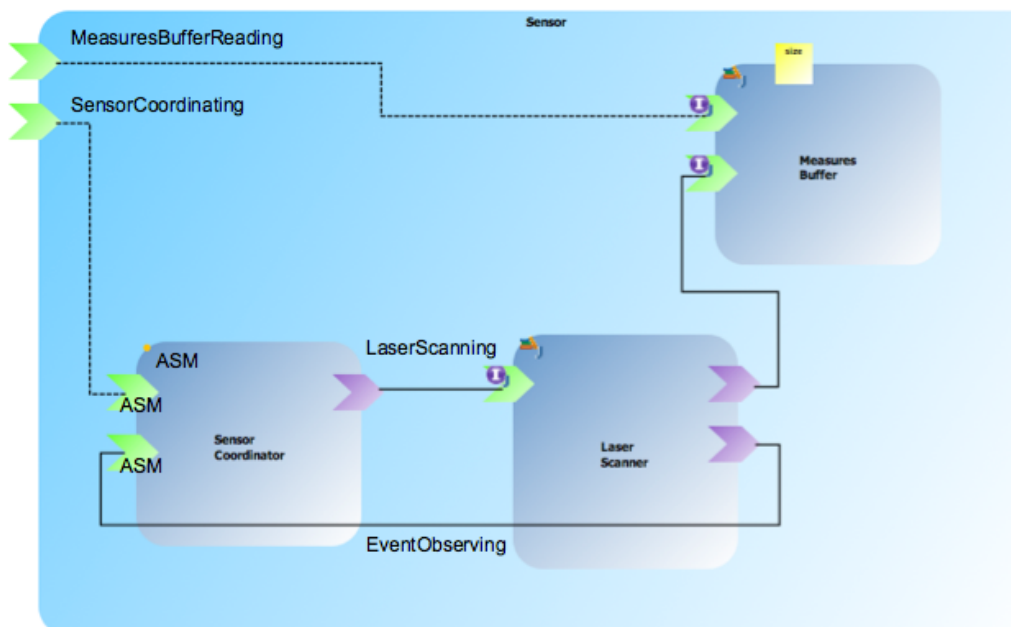 Sensor
MeasuresBufferReading
size
SensorCoordinating
Measures
Buffer
LaserScanning
ASM
ASM
Sensor
Coordinator
Laser
Scanner
ASM
EventObserving